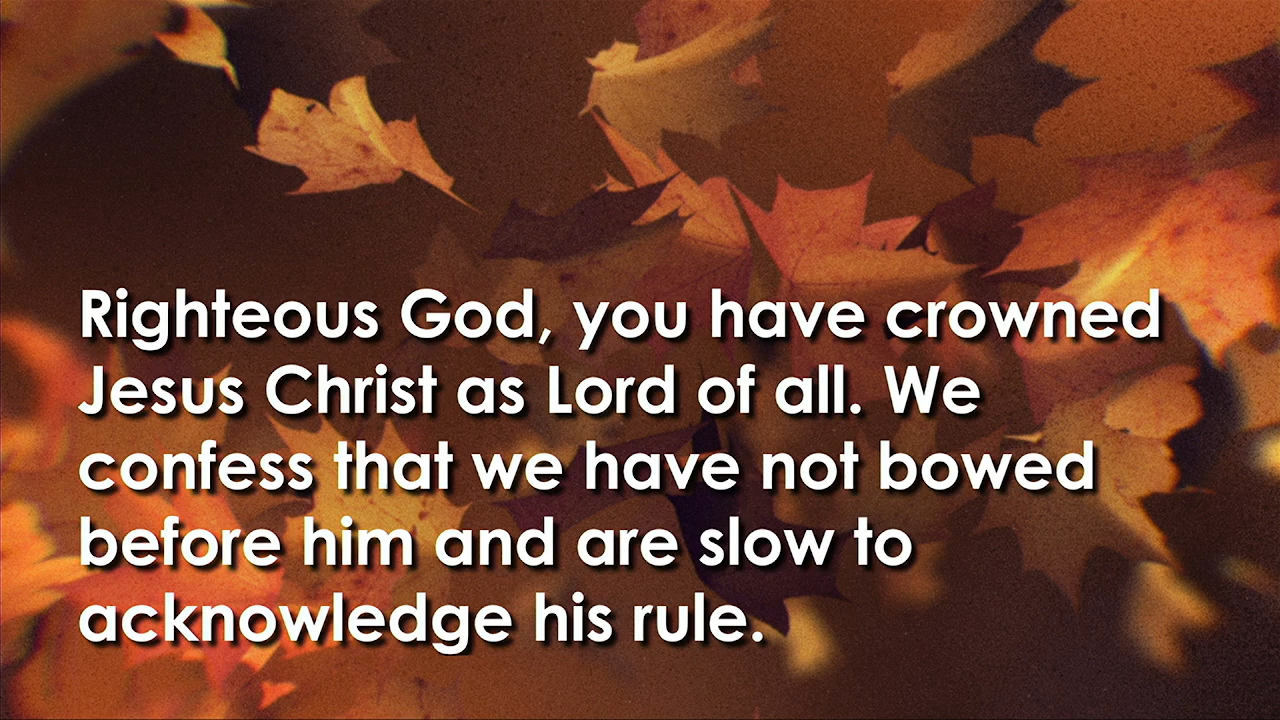 Righteous God, you have crowned
Jesus Christ as Lord of all. We
confess that we have not bowed
before him and are slow to
acknowledge his rule.